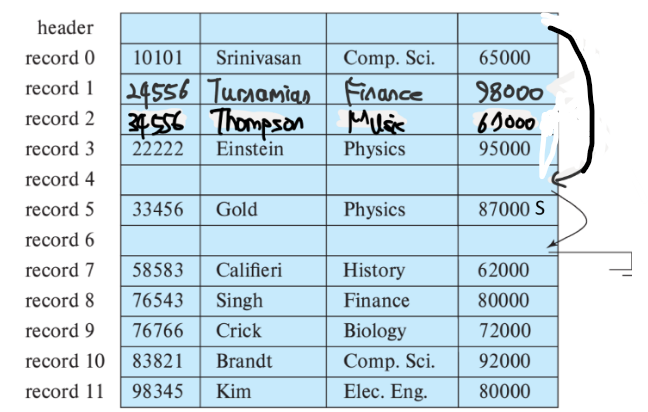 header
record 0 10101 Srinivasan Comp. Sci. 65000
record 1 24556 Turnamian Finance 98000
record 2 34556 Thompson Music 67000
record 3 22222 Einstein Physics 95000
record 4
record 5 33456 Gold Physics 87000 S
record 6
record 7 58583 Califieri History 62000
record 8 76543 Singh Finance 80000
record 9 76766 Crick Biology 72000
record 10 83821 Brandt Comp. Sci. 92000
record 11 98345 Kim Elec. Eng. 80000